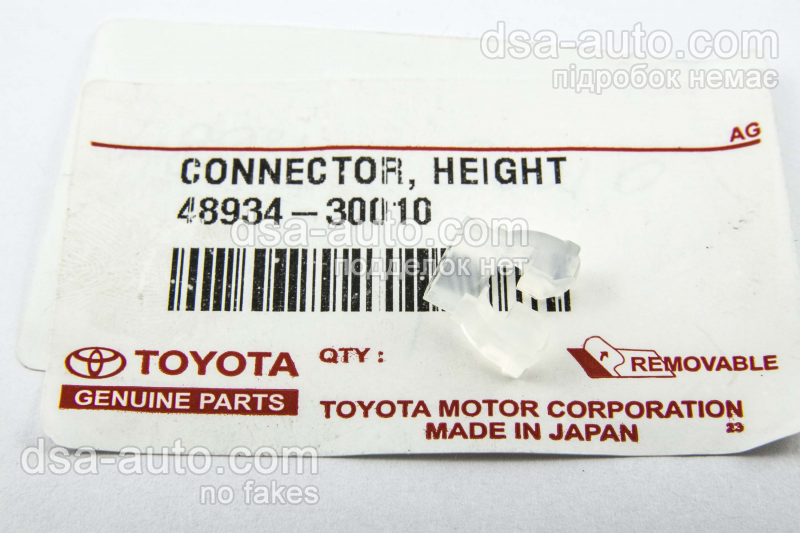 dsa-auto.com
підробок немає
AG
CONNECTOR, HEIGHT
48934-30010
dsa-auto.com
подделок нет
TOYOTA
QTY :
REMOVABLE
GENUINE PARTS
TOYOTA MOTOR CORPORATION
MADE IN JAPAN
23
dsa-auto.com
no fakes